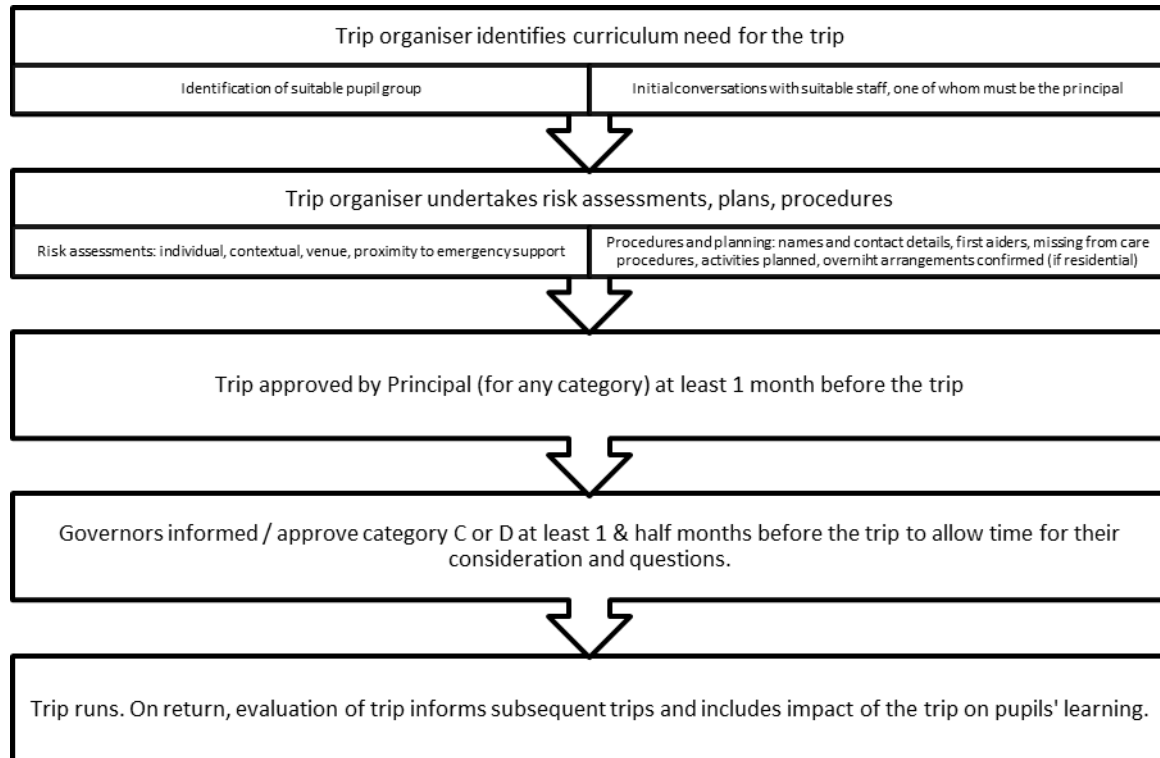 Trip organiser identifies curriculum need for the trip
Identification of suitable pupil group
Initial conversations with suitable staff, one of whom must be the principal
Trip organiser undertakes risk assessments, plans, procedures
Risk assessments: individual, contextual, venue, proximity to emergency support
Procedures and planning: names and contact details, first aiders, missing from care
procedures, activities planned, overniht arrangements confirmed (if residential)
Trip approved by Principal (for any category) at least 1 month before the trip
Governors informed / approve category C or D at least 1 & half months before the trip to allow time for their
consideration and questions.
Trip runs. On return, evaluation of trip informs subsequent trips and includes impact of the trip on pupils' learning.